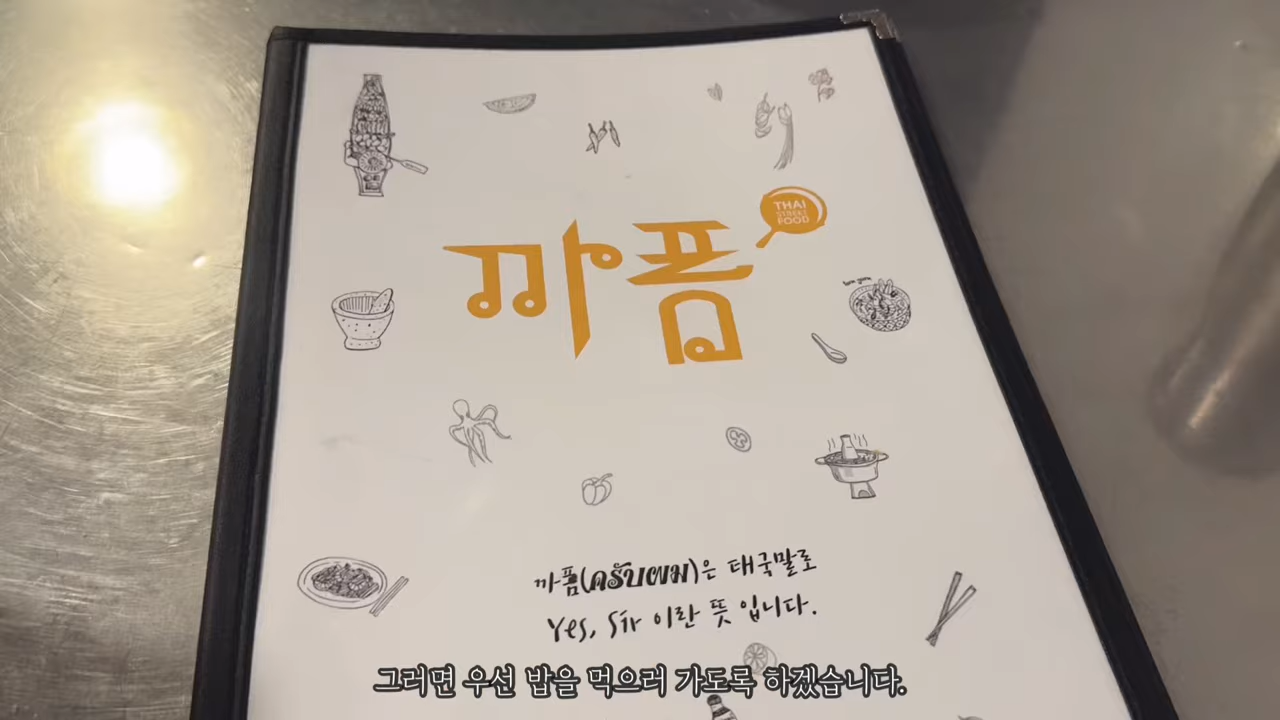 THAI
STREET
FOOD
까폼
까폼(ครับผม)은 태국말로
Yes, Sir 이란 뜻 입니다.
그러면 우선 밥을 먹으러 가도록 하겠습니다.